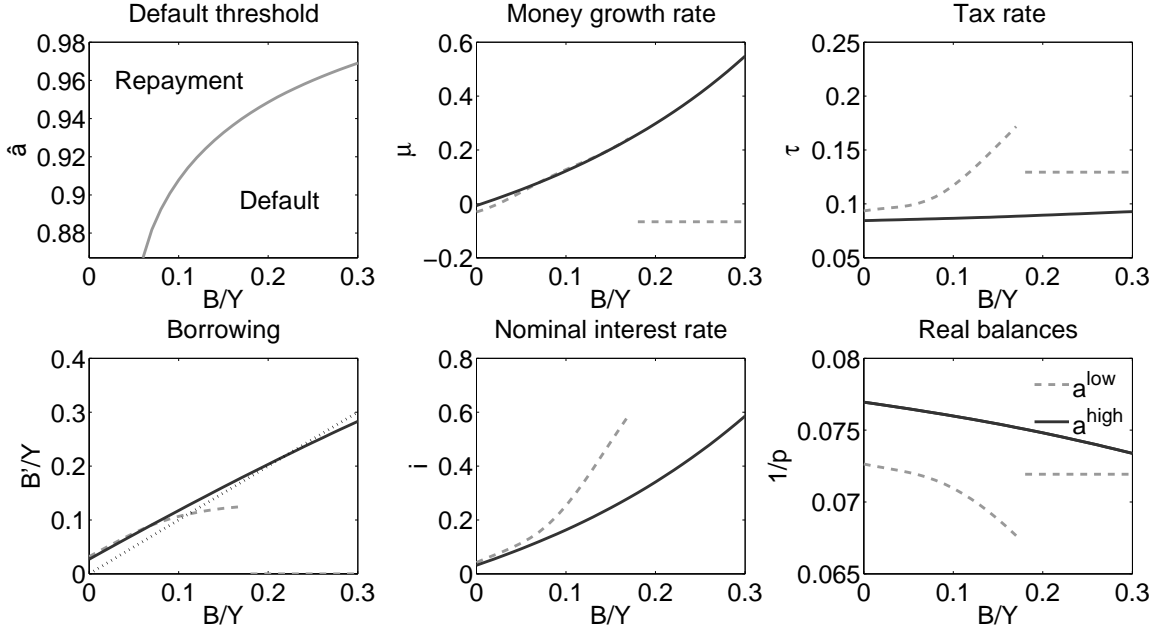 Default threshold
0.98
0.96
0.94
0.92
0.9
0.88
â
Repayment
Default
0 0.1 0.2 0.3
B/Y
Money growth rate
0.6
0.4
0.2
0
−0.2
μ
0 0.1 0.2 0.3
B/Y
Tax rate
0.25
0.2
0.15
0.1
0.05
τ
0 0.1 0.2 0.3
B/Y
Borrowing
0.4
0.3
0.2
0.1
0
B'/Y
0 0.1 0.2 0.3
B/Y
Nominal interest rate
0.8
0.6
0.4
0.2
0
i
0 0.1 0.2 0.3
B/Y
Real balances
0.08
0.075
0.07
0.065
1/p
a^low
a^high
0 0.1 0.2 0.3
B/Y